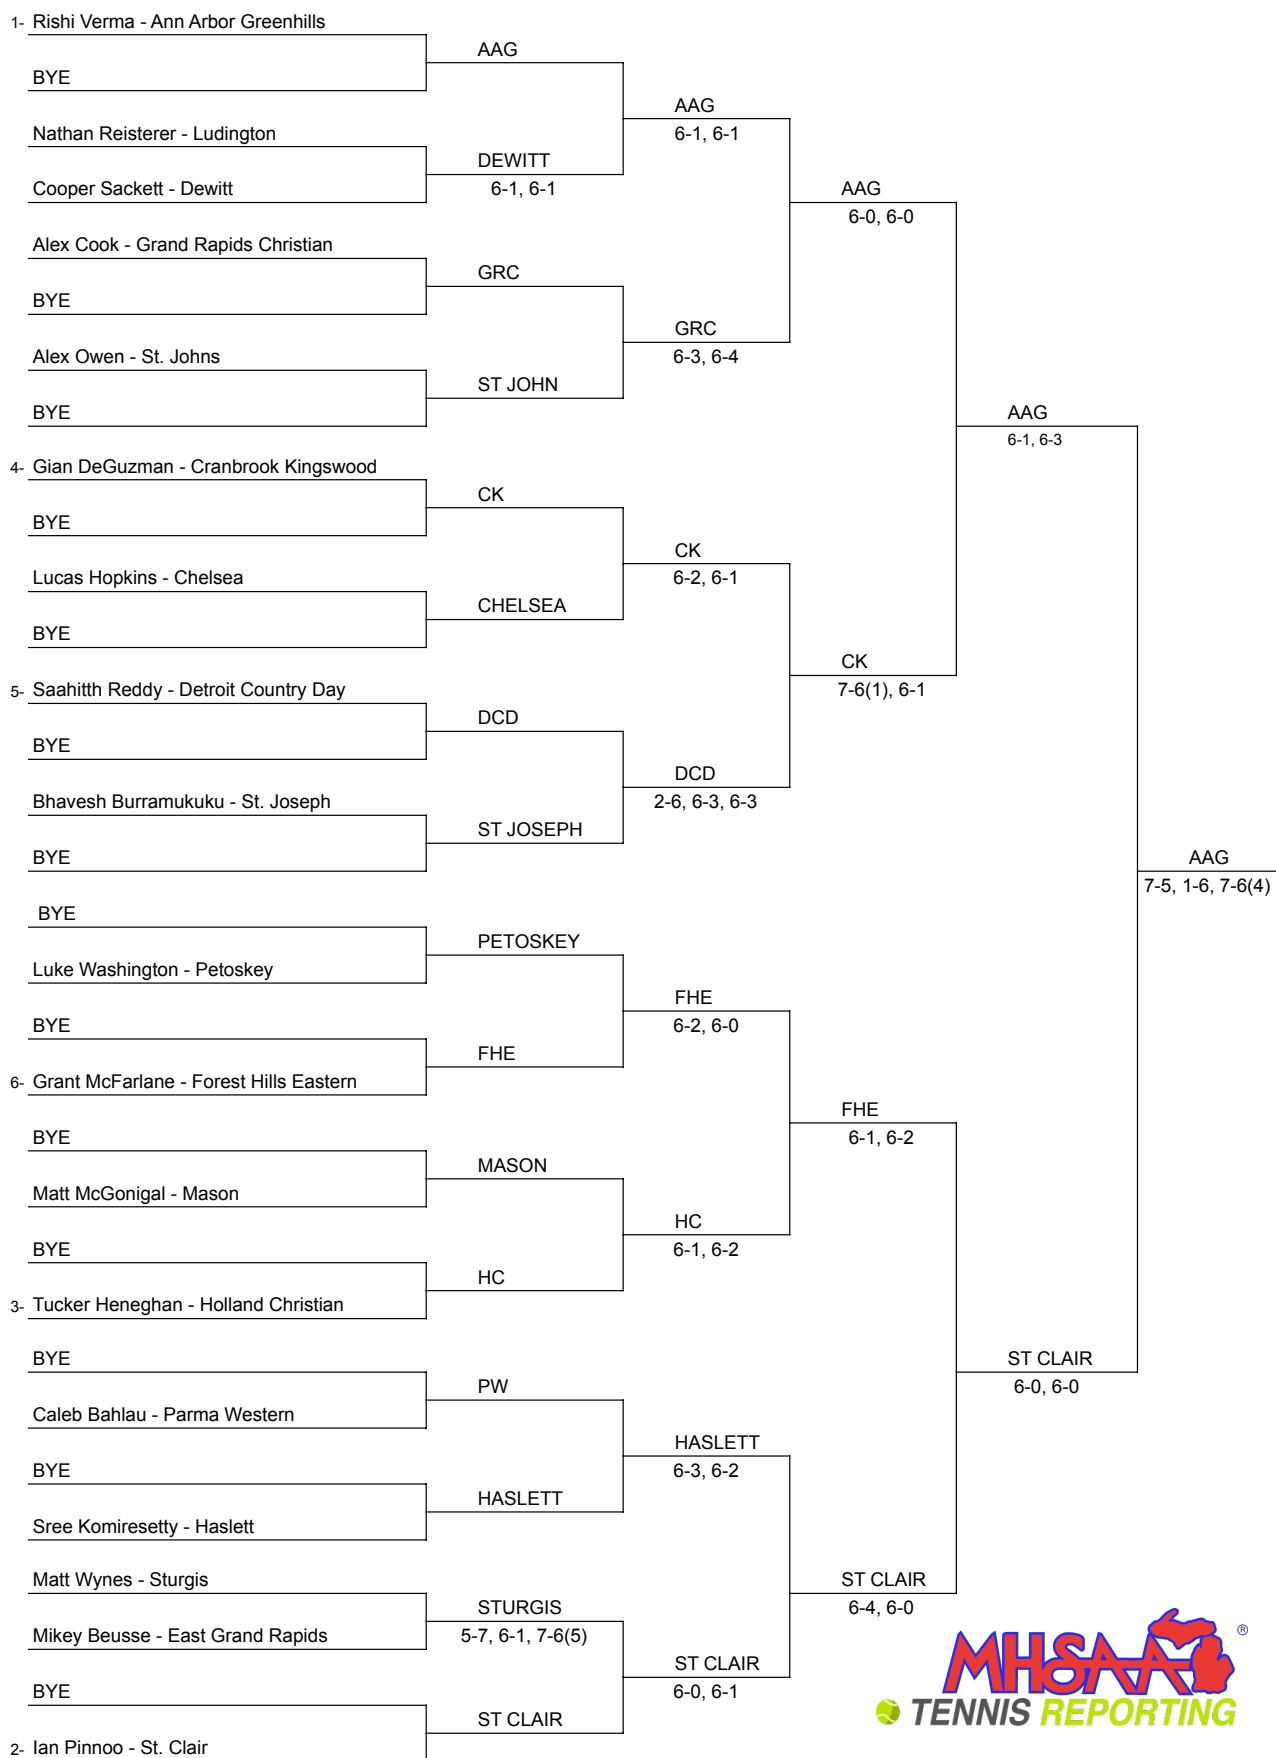 1- Rishi Verma - Ann Arbor Greenhills
AAG
BYE
AAG
6-1, 6-1
Nathan Reisterer - Ludington
DEWITT
6-1, 6-1
Cooper Sackett - Dewitt
AAG
6-0, 6-0
Alex Cook - Grand Rapids Christian
GRC
BYE
GRC
6-3, 6-4
Alex Owen - St. Johns
ST JOHN
BYE
AAG
6-1, 6-3
4- Gian DeGuzman - Cranbrook Kingswood
CK
BYE
CK
6-2, 6-1
Lucas Hopkins - Chelsea
CHELSEA
BYE
CK
7-6(1), 6-1
5- Saahitth Reddy - Detroit Country Day
DCD
BYE
DCD
2-6, 6-3, 6-3
Bhavesh Burramukuku - St. Joseph
ST JOSEPH
BYE
AAG
7-5, 1-6, 7-6(4)
BYE
PETOSKEY
Luke Washington - Petoskey
FHE
6-2, 6-0
BYE
FHE
6- Grant McFarlane - Forest Hills Eastern
FHE
6-1, 6-2
BYE
MASON
Matt McGonigal - Mason
HC
6-1, 6-2
BYE
HC
3- Tucker Heneghan - Holland Christian
BYE
ST CLAIR
6-0, 6-0
PW
Caleb Bahlau - Parma Western
HASLETT
6-3, 6-2
BYE
HASLETT
Sree Komiresetty - Haslett
Matt Wynes - Sturgis
ST CLAIR
6-4, 6-0
STURGIS
5-7, 6-1, 7-6(5)
Mikey Beusse - East Grand Rapids
ST CLAIR
6-0, 6-1
BYE
ST CLAIR
2- Ian Pinnoo - St. Clair
MHSAA ®
TENNIS REPORTING